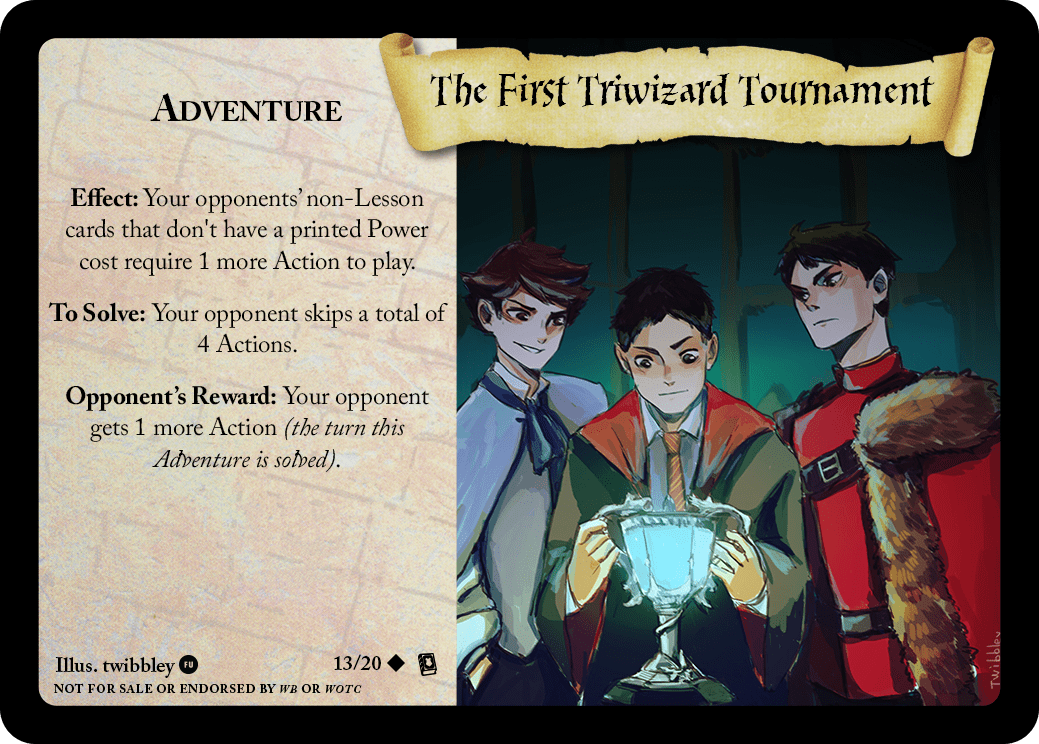 The First Triwizard Tournament
ADVENTURE
Effect: Your opponents' non-Lesson
cards that don't have a printed Power
cost require 1 more Action to play.
To Solve: Your opponent skips a total of
4 Actions.
Opponent's Reward: Your opponent
gets 1 more Action (the turn this
Adventure is solved).
Illus. twibbley FU
13/20
NOT FOR SALE OR ENDORSED BY WB OR WOTC
Twibbley